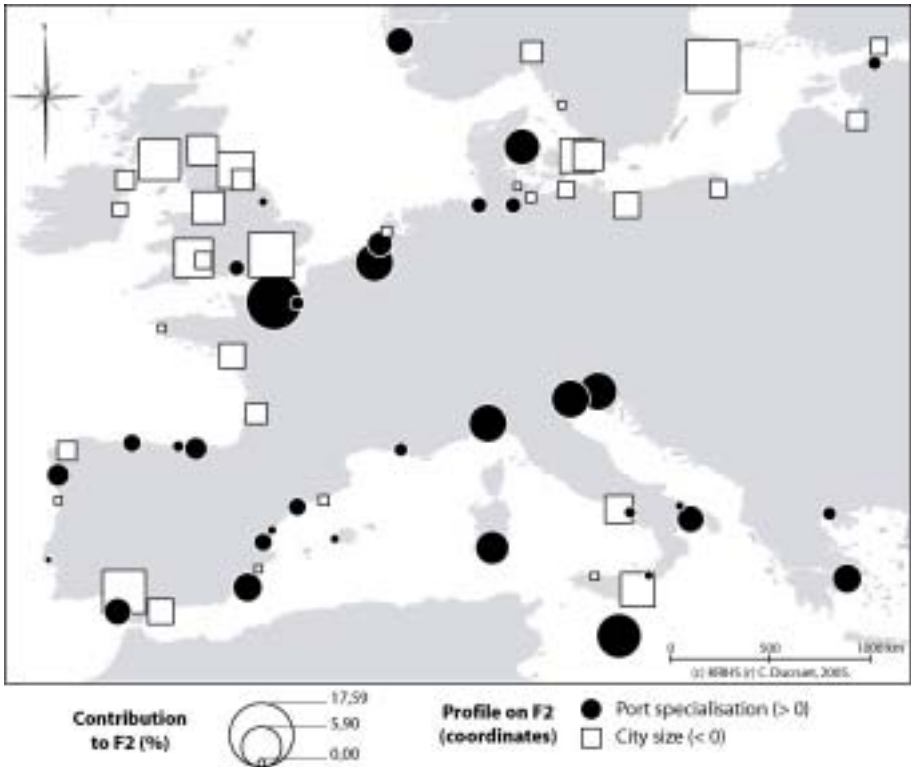 0 500 1000 km
(c) KRIHS (r) C. Ducruet, 2005.
Contribution
to F2 (%)
17,59
5,90
0,00
Profile on F2
(coordinates)
Port specialisation (> 0)
City size (< 0)